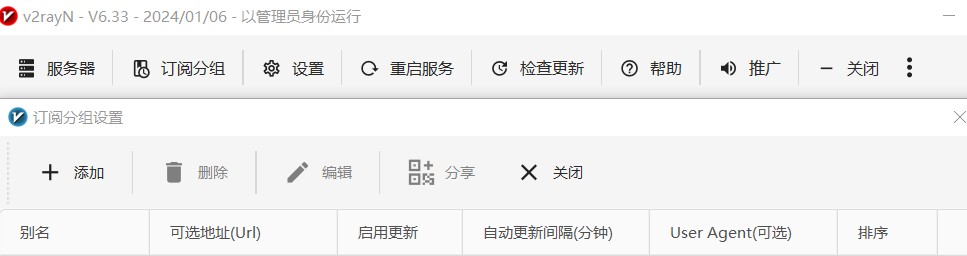 v2rayN - V6.33 - 2024/01/06 - 以管理员身份运行
服务器 订阅分组 设置 重启服务 检查更新 帮助 推广 关闭
订阅分组设置
添加 删除 编辑 分享 关闭
别名 可选地址(Url) 启用更新 自动更新间隔(分钟) User Agent(可选) 排序